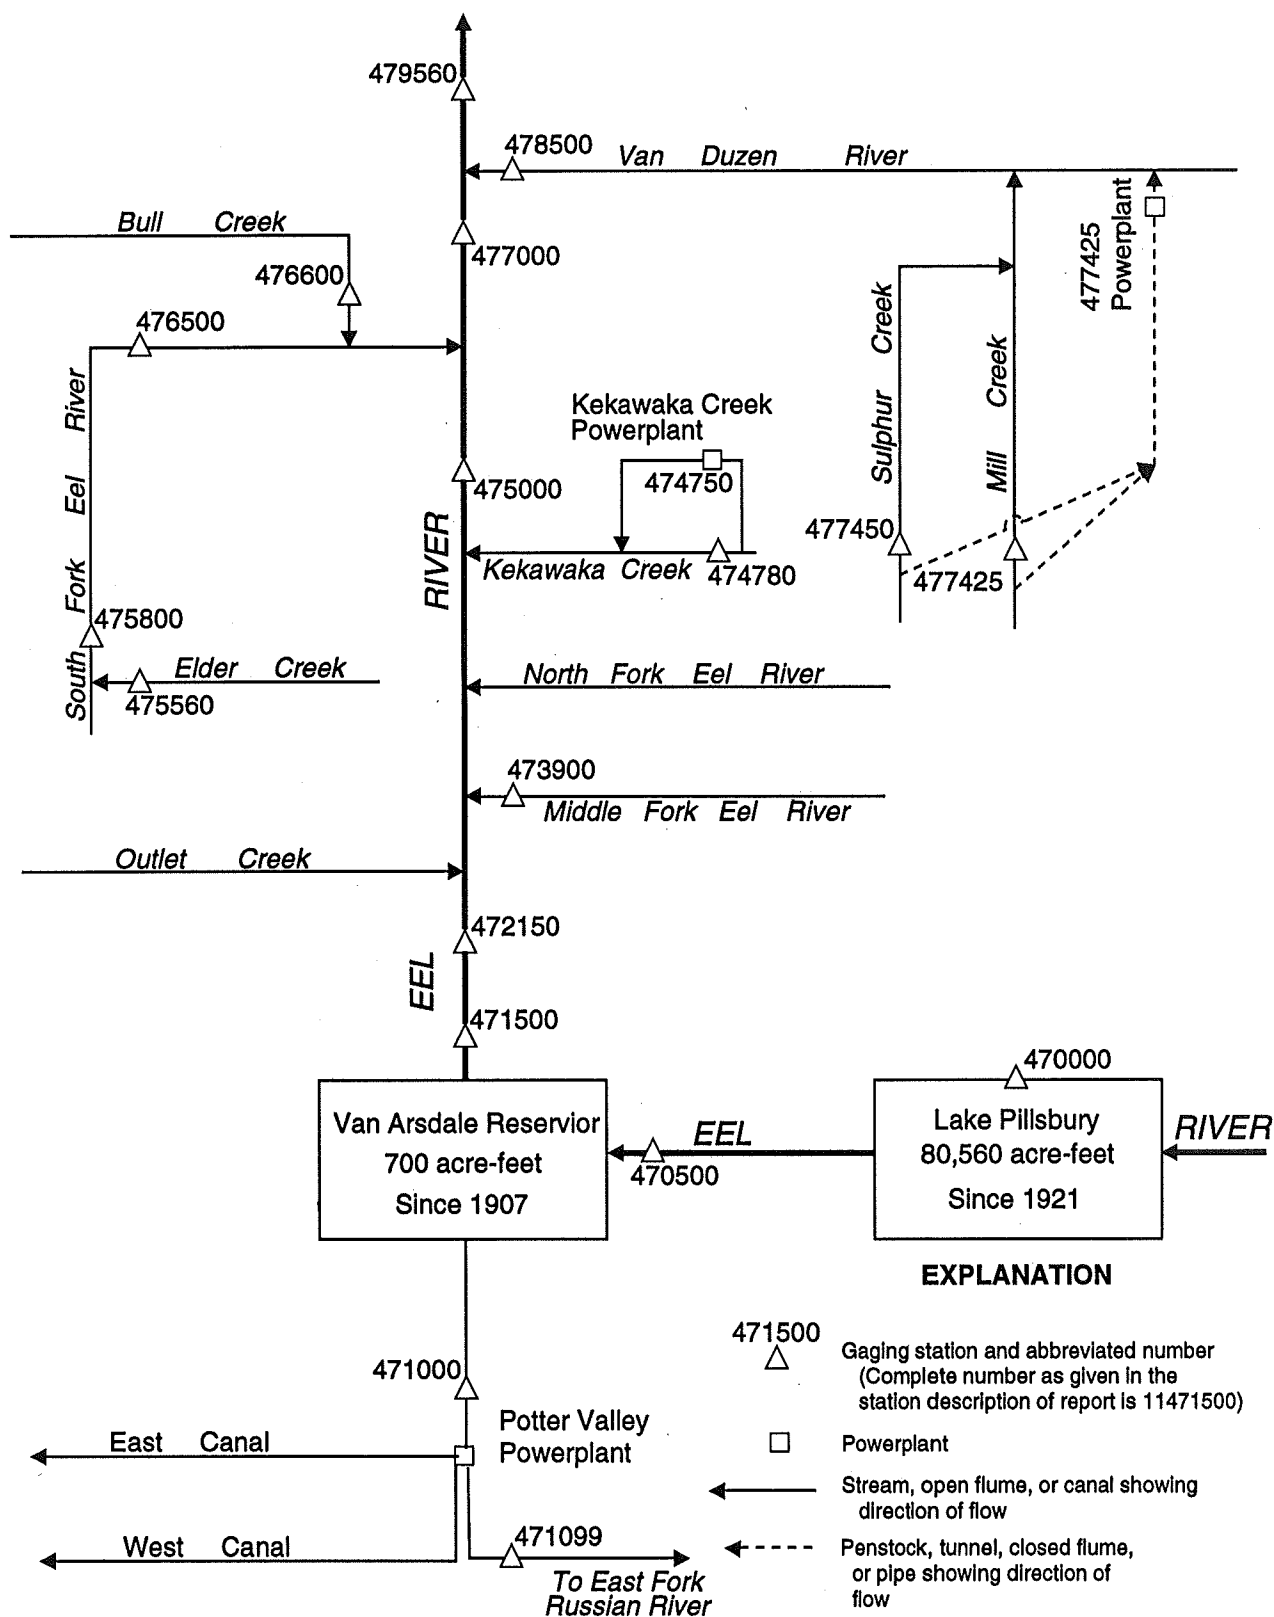 479560
478500
Van Duzen River
Bull Creek
477000
476600
477425
Powerplant
476500
South Fork Eel River
Sulphur Creek
Mill Creek
Kekawaka Creek
Powerplant
474750
475000
RIVER
477450
Kekawaka Creek
474780
477425
475800
Elder Creek
475560
North Fork Eel River
473900
Middle Fork Eel River
Outlet Creek
472150
EEL
471500
470000
Van Arsdale Reservior
700 acre-feet
Since 1907
EEL
470500
Lake Pillsbury
80,560 acre-feet
Since 1921
RIVER
EXPLANATION
471500
Gaging station and abbreviated number
(Complete number as given in the
station description of report is 11471500)
Powerplant
Stream, open flume, or canal showing
direction of flow
Penstock, tunnel, closed flume,
or pipe showing direction of
flow
471000
Potter Valley
Powerplant
East Canal
West Canal
471099
To East Fork
Russian River